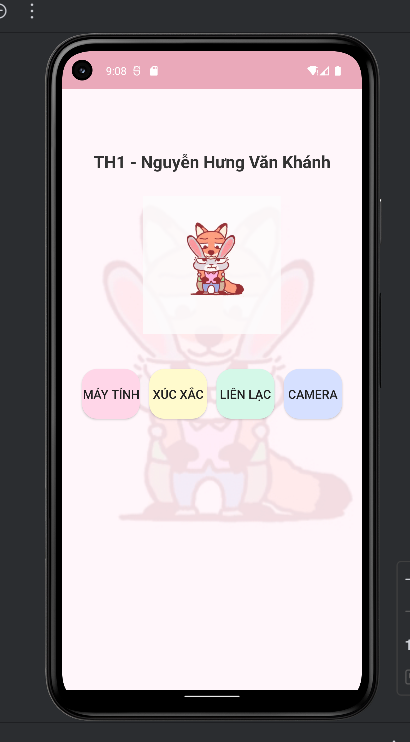 9:08
TH1 - Nguyễn Hưng Văn Khánh
MÁY TÍNH XÚC XẮC LIÊN LẠC CAMERA